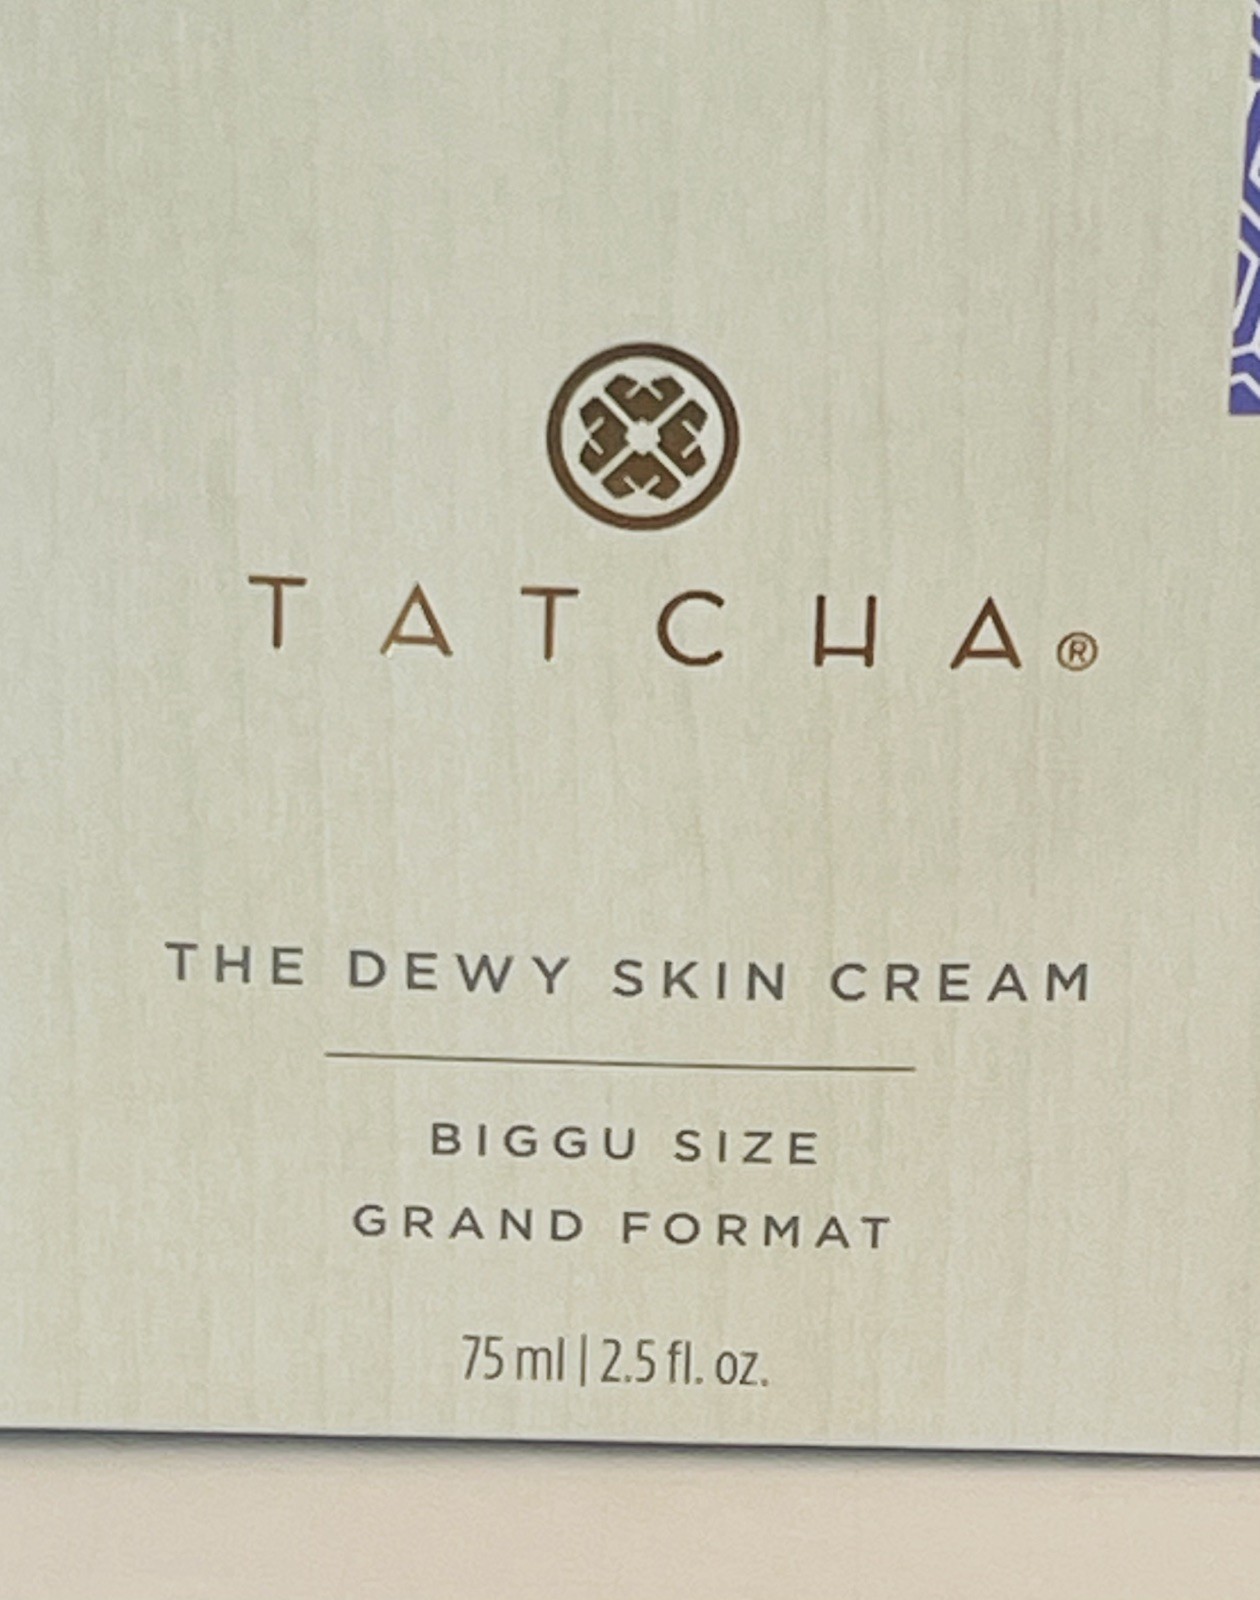 TATCHA®
THE DEWY SKIN CREAM
BIGGU SIZE
GRAND FORMAT
75 ml | 2.5 fl. oz.